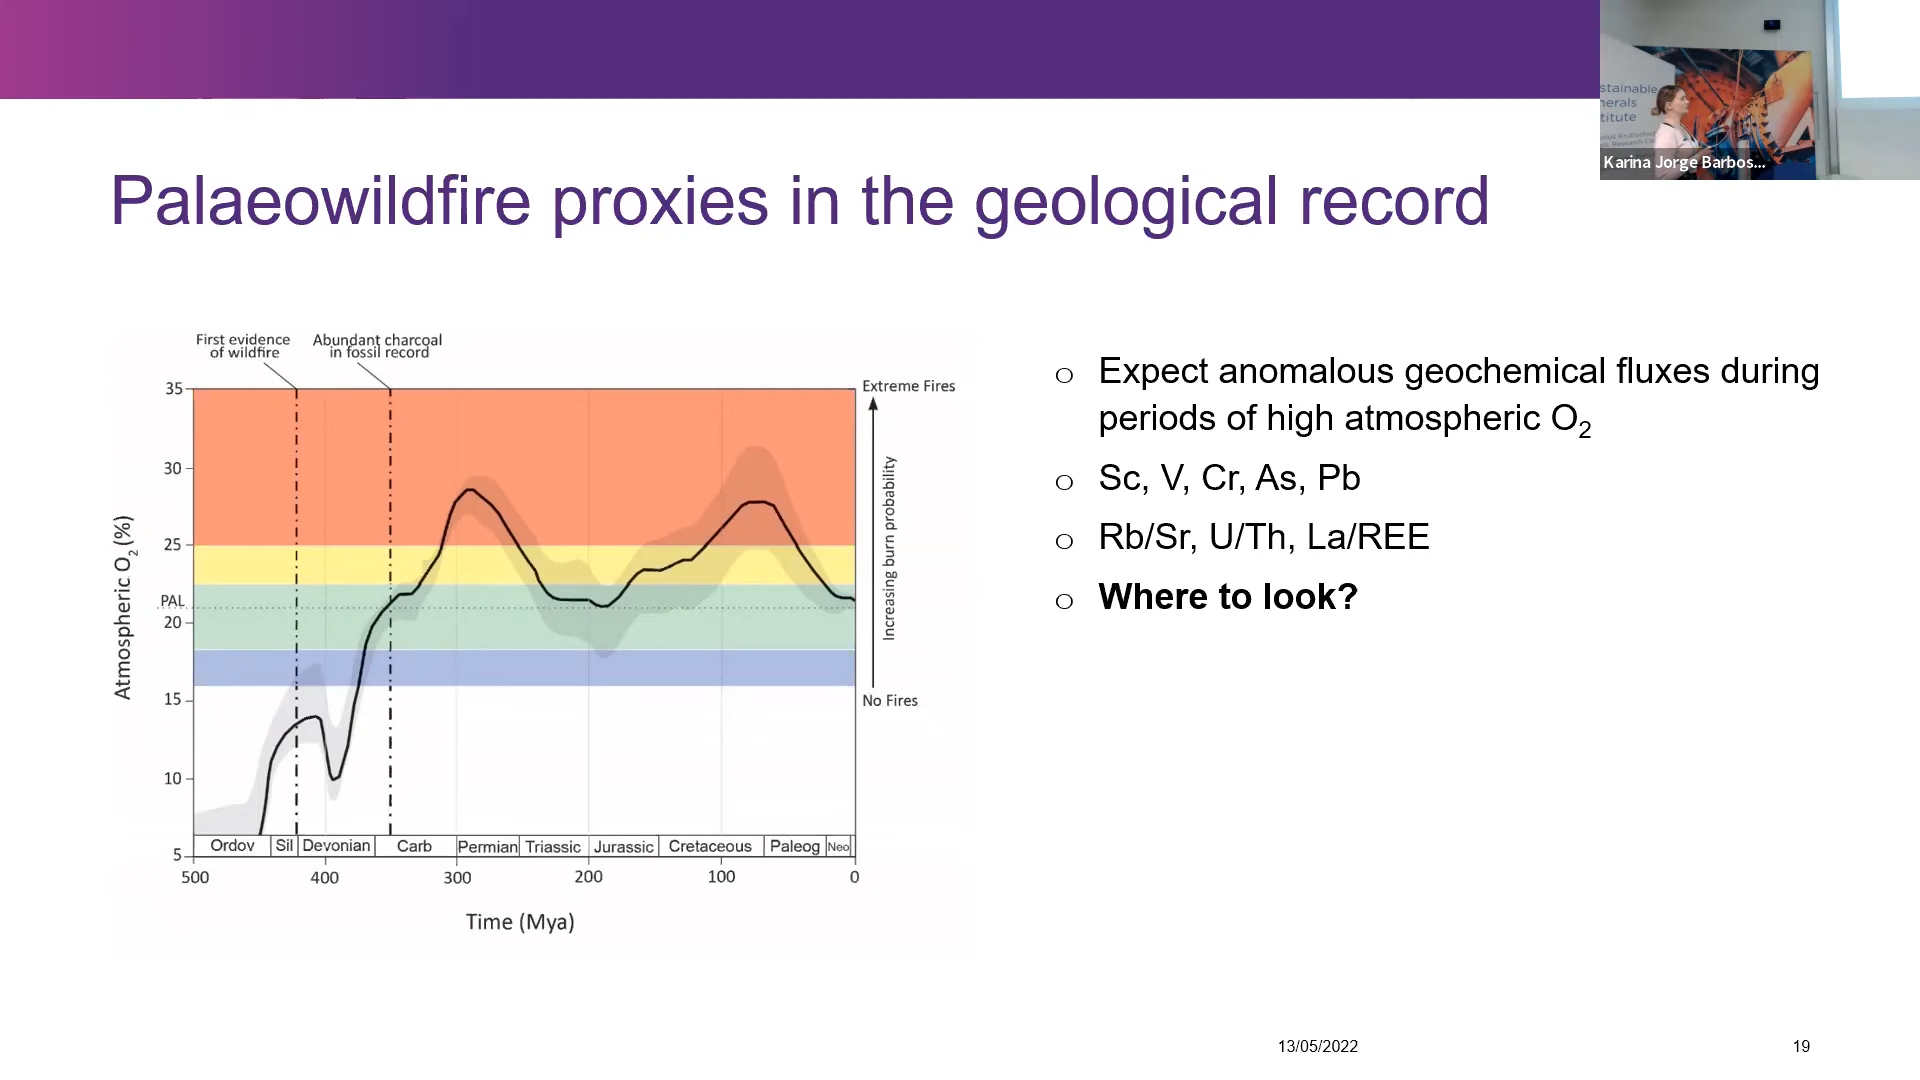 stainable
nerals
titute
Karina Jorge Barbos...
Palaeowildfire proxies in the geological record
First evidence
of wildfire
Abundant charcoal
in fossil record
35
30
25
PAL
20
15
10
5
Atmospheric O2 (%)
Extreme Fires
Increasing burn probability
No Fires
Ordov Sil Devonian Carb Permian Triassic Jurassic Cretaceous Paleog Neo
500 400 300 200 100 0
Time (Mya)
o Expect anomalous geochemical fluxes during
periods of high atmospheric O2
o Sc, V, Cr, As, Pb
o Rb/Sr, U/Th, La/REE
o Where to look?
13/05/2022
19